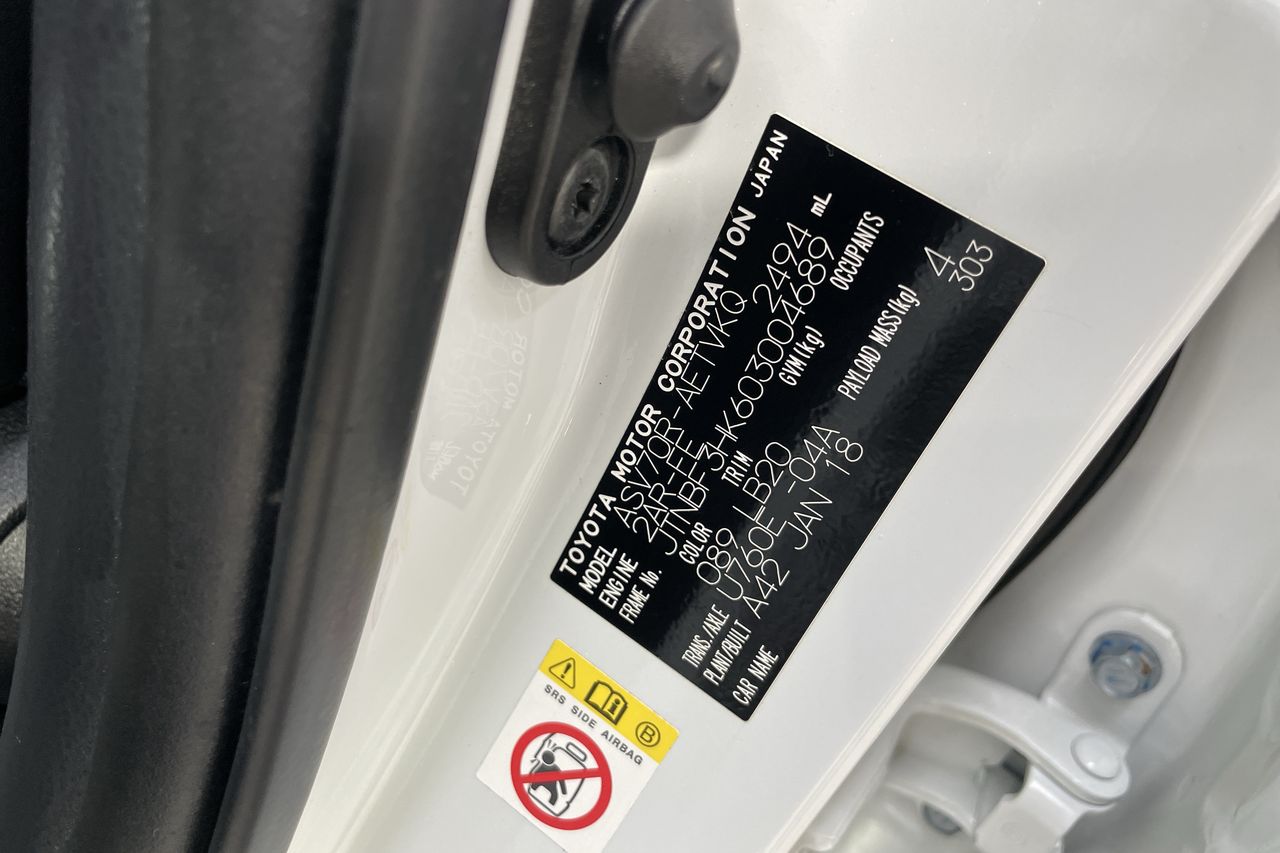 TOYOTA MOTOR CORPORATION JAPAN
MODEL ASV70R-AETVKQ
ENGINE 2AR-FE 2494 mL
FRAME No. JTNBF3HK603004689
COLOR TRIM GVM(kg) OCCUPANTS
089 LB20 4
TRANS./AXLE U760E -04A PAYLOAD MASS(kg) 303
PLANT/BUILT A42 JAN 18
CAR NAME
B
SRS SIDE AIRBAG